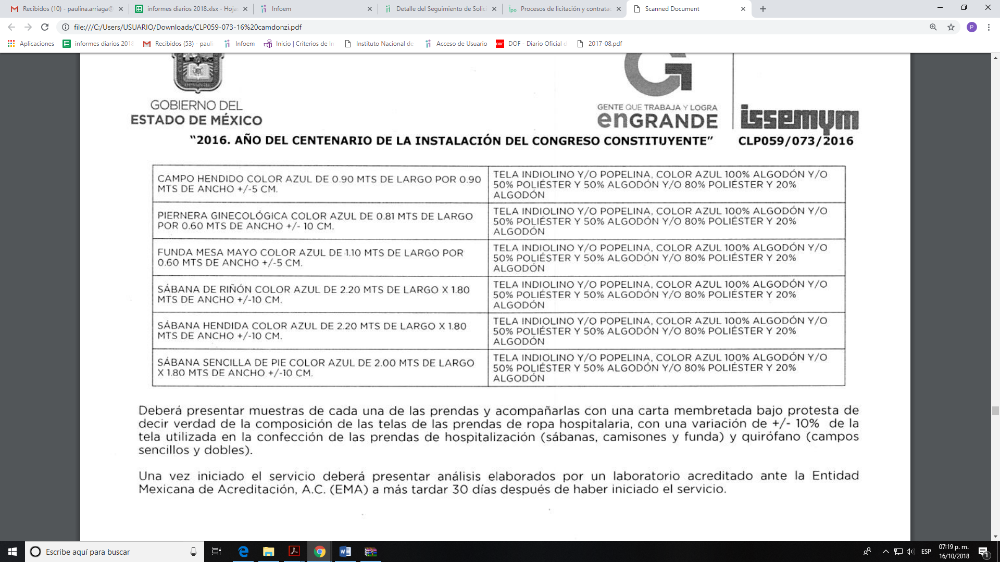 Recibidos (10) - paulina.arriaga@
informes diarios 2018.xlsx - Hoja
Infoem
Detalle del Seguimiento de Solici
Procesos de licitación y contrata
Scanned Document
file:///C:/Users/USUARIO/Downloads/CLP059-073-16%20camdonzi.pdf
P
Aplicaciones
informes diarios 2018
Recibidos (53) - pauli
Infoem
Inicio | Criterios de In
Instituto Nacional de
Acceso de Usuario
DOF
DOF - Diario Oficial d
2017-08.pdf
GOBIERNO DEL
ESTADO DE MÉXICO
GENTE QUE TRABAJA Y LOGRA
enGRANDE
issemym
"2016. AÑO DEL CENTENARIO DE LA INSTALACIÓN DEL CONGRESO CONSTITUYENTE"
CLP059/073/2016
CAMPO HENDIDO COLOR AZUL DE 0.90 MTS DE LARGO POR 0.90
MTS DE ANCHO +/-5 CM.
TELA INDIOLINO Y/O POPELINA, COLOR AZUL 100% ALGODÓN Y/O
50% POLIÉSTER Y 50% ALGODÓN Y/O 80% POLIÉSTER Y 20%
ALGODÓN
PIERNERA GINECOLÓGICA COLOR AZUL DE 0.81 MTS DE LARGO
POR 0.60 MTS DE ANCHO +/- 10 CM.
TELA INDIOLINO Y/O POPELINA, COLOR AZUL 100% ALGODÓN Y/O
50% POLIÉSTER Y 50% ALGODÓN Y/O 80% POLIÉSTER Y 20%
ALGODÓN
FUNDA MESA MAYO COLOR AZUL DE 1.10 MTS DE LARGO POR
0.60 MTS DE ANCHO +/-5 CM.
TELA INDIOLINO Y/O POPELINA, COLOR AZUL 100% ALGODÓN Y/O
50% POLIÉSTER Y 50% ALGODÓN Y/O 80% POLIÉSTER Y 20%
ALGODÓN
SÁBANA DE RIÑÓN COLOR AZUL DE 2.20 MTS DE LARGO X 1.80
MTS DE ANCHO +/-10 CM.
TELA INDIOLINO Y/O POPELINA, COLOR AZUL 100% ALGODÓN Y/O
50% POLIÉSTER Y 50% ALGODÓN Y/O 80% POLIÉSTER Y 20%
ALGODÓN
SÁBANA HENDIDA COLOR AZUL DE 2.20 MTS DE LARGO X 1.80
MTS DE ANCHO +/-10 CM.
TELA INDIOLINO Y/O POPELINA, COLOR AZUL 100% ALGODÓN Y/O
50% POLIÉSTER Y 50% ALGODÓN Y/O 80% POLIÉSTER Y 20%
ALGODÓN
SÁBANA SENCILLA DE PIE COLOR AZUL DE 2.00 MTS DE LARGO
X 1.80 MTS DE ANCHO +/-10 CM.
TELA INDIOLINO Y/O POPELINA, COLOR AZUL 100% ALGODÓN Y/O
50% POLIÉSTER Y 50% ALGODÓN Y/O 80% POLIÉSTER Y 20%
ALGODÓN
Deberá presentar muestras de cada una de las prendas y acompañarlas con una carta membretada bajo protesta de
decir verdad de la composición de las telas de las prendas de ropa hospitalaria, con una variación de +/- 10% de la
tela utilizada en la confección de las prendas de hospitalización (sábanas, camisones y funda) y quirófano (campos
sencillos y dobles).
Una vez iniciado el servicio deberá presentar análisis elaborados por un laboratorio acreditado ante la Entidad
Mexicana de Acreditación, A.C. (EMA) a más tardar 30 días después de haber iniciado el servicio.
Escribe aquí para buscar
ESP
07:19 p. m.
16/10/2018
1